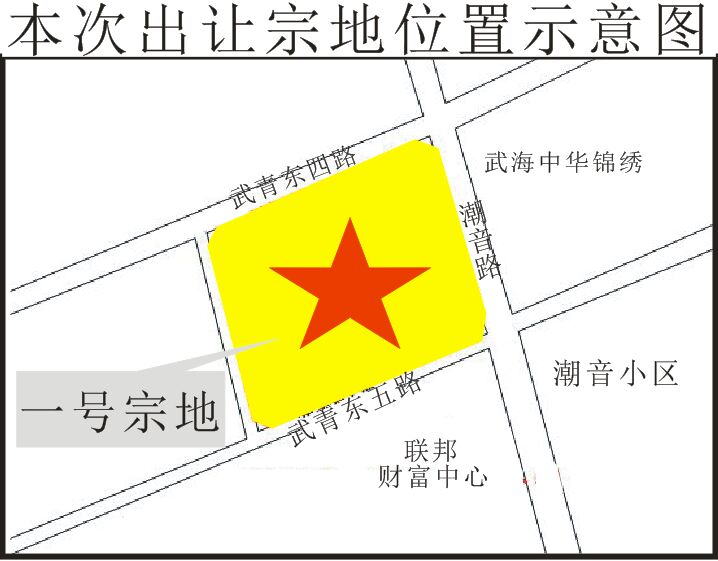 本次出让宗地位置示意图
武青东四路
武海中华锦绣
潮音路
一号宗地
潮音小区
武青东五路
联邦
财富中心